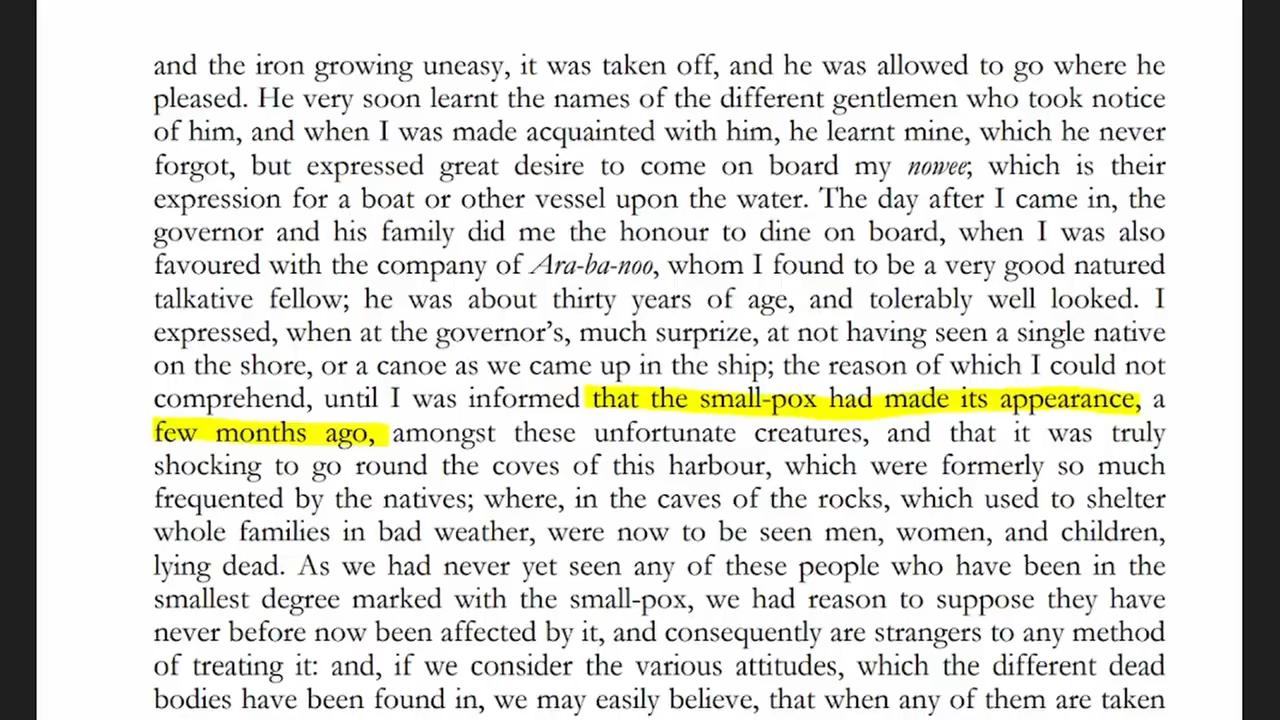 and the iron growing uneasy, it was taken off, and he was allowed to go where he
pleased. He very soon learnt the names of the different gentlemen who took notice
of him, and when I was made acquainted with him, he learnt mine, which he never
forgot, but expressed great desire to come on board my nowee; which is their
expression for a boat or other vessel upon the water. The day after I came in, the
governor and his family did me the honour to dine on board, when I was also
favoured with the company of Ara-ba-noo, whom I found to be a very good natured
talkative fellow; he was about thirty years of age, and tolerably well looked. I
expressed, when at the governor’s, much surprize, at not having seen a single native
on the shore, or a canoe as we came up in the ship; the reason of which I could not
comprehend, until I was informed that the small-pox had made its appearance, a
few months ago, amongst these unfortunate creatures, and that it was truly
shocking to go round the coves of this harbour, which were formerly so much
frequented by the natives; where, in the caves of the rocks, which used to shelter
whole families in bad weather, were now to be seen men, women, and children,
lying dead. As we had never yet seen any of these people who have been in the
smallest degree marked with the small-pox, we had reason to suppose they have
never before now been affected by it, and consequently are strangers to any method
of treating it: and, if we consider the various attitudes, which the different dead
bodies have been found in, we may easily believe, that when any of them are taken